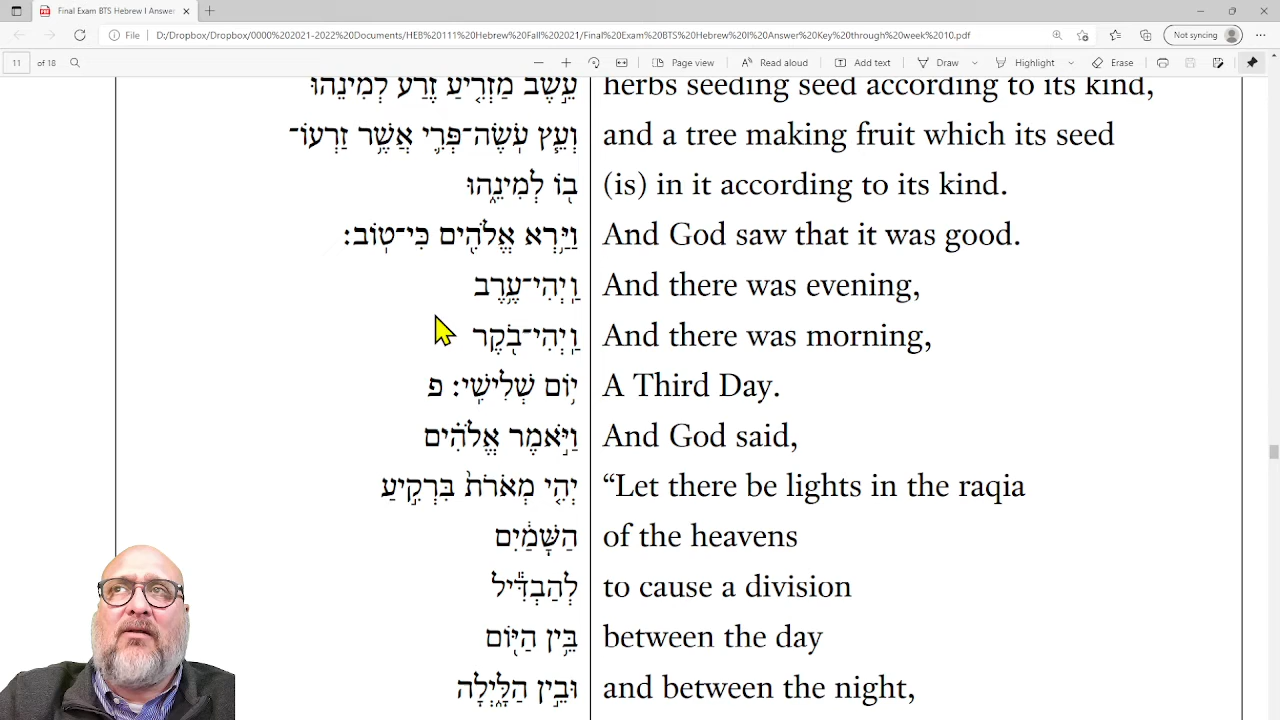 Final Exam BTS Hebrew I Answer
File
D:/Dropbox/Dropbox/0000%202021-2022%20Documents/HEB%20111%20Hebrew%20Fall%202021/Final%20Exam%20BTS%20Hebrew%20I%20Answer%20Key%20through%20week%2010.pdf
Not syncing
11 of 18
Page view
Read aloud
Add text
Draw
Highlight
Erase
עֵ֣שֶׂב מַזְרִ֤יעַ זֶ֙רַע֙ לְמִינֵ֔הוּ
herbs seeding seed according to its kind,
וְעֵ֧ץ עֹֽשֶׂה־פְּרִ֛י אֲשֶׁ֥ר זַרְעוֹ־
and a tree making fruit which its seed
ב֖וֹ לְמִינֵ֑הוּ
(is) in it according to its kind.
וַיַּ֥רְא אֱלֹהִ֖ים כִּי־טֽוֹב׃
And God saw that it was good.
וַֽיְהִי־עֶ֥רֶב
And there was evening,
וַֽיְהִי־בֹ֖קֶר
And there was morning,
י֥וֹם שְׁלִישִֽׁי׃ פ
A Third Day.
וַיֹּ֣אמֶר אֱלֹהִ֗ים
And God said,
יְהִ֤י מְאֹרֹת֙ בִּרְקִ֣יעַ
“Let there be lights in the raqia
הַשָּׁמַ֔יִם
of the heavens
לְהַבְדִּ֕יל
to cause a division
בֵּ֥ין הַיּ֖וֹם
between the day
וּבֵ֣ין הַלָּ֑יְלָה
and between the night,